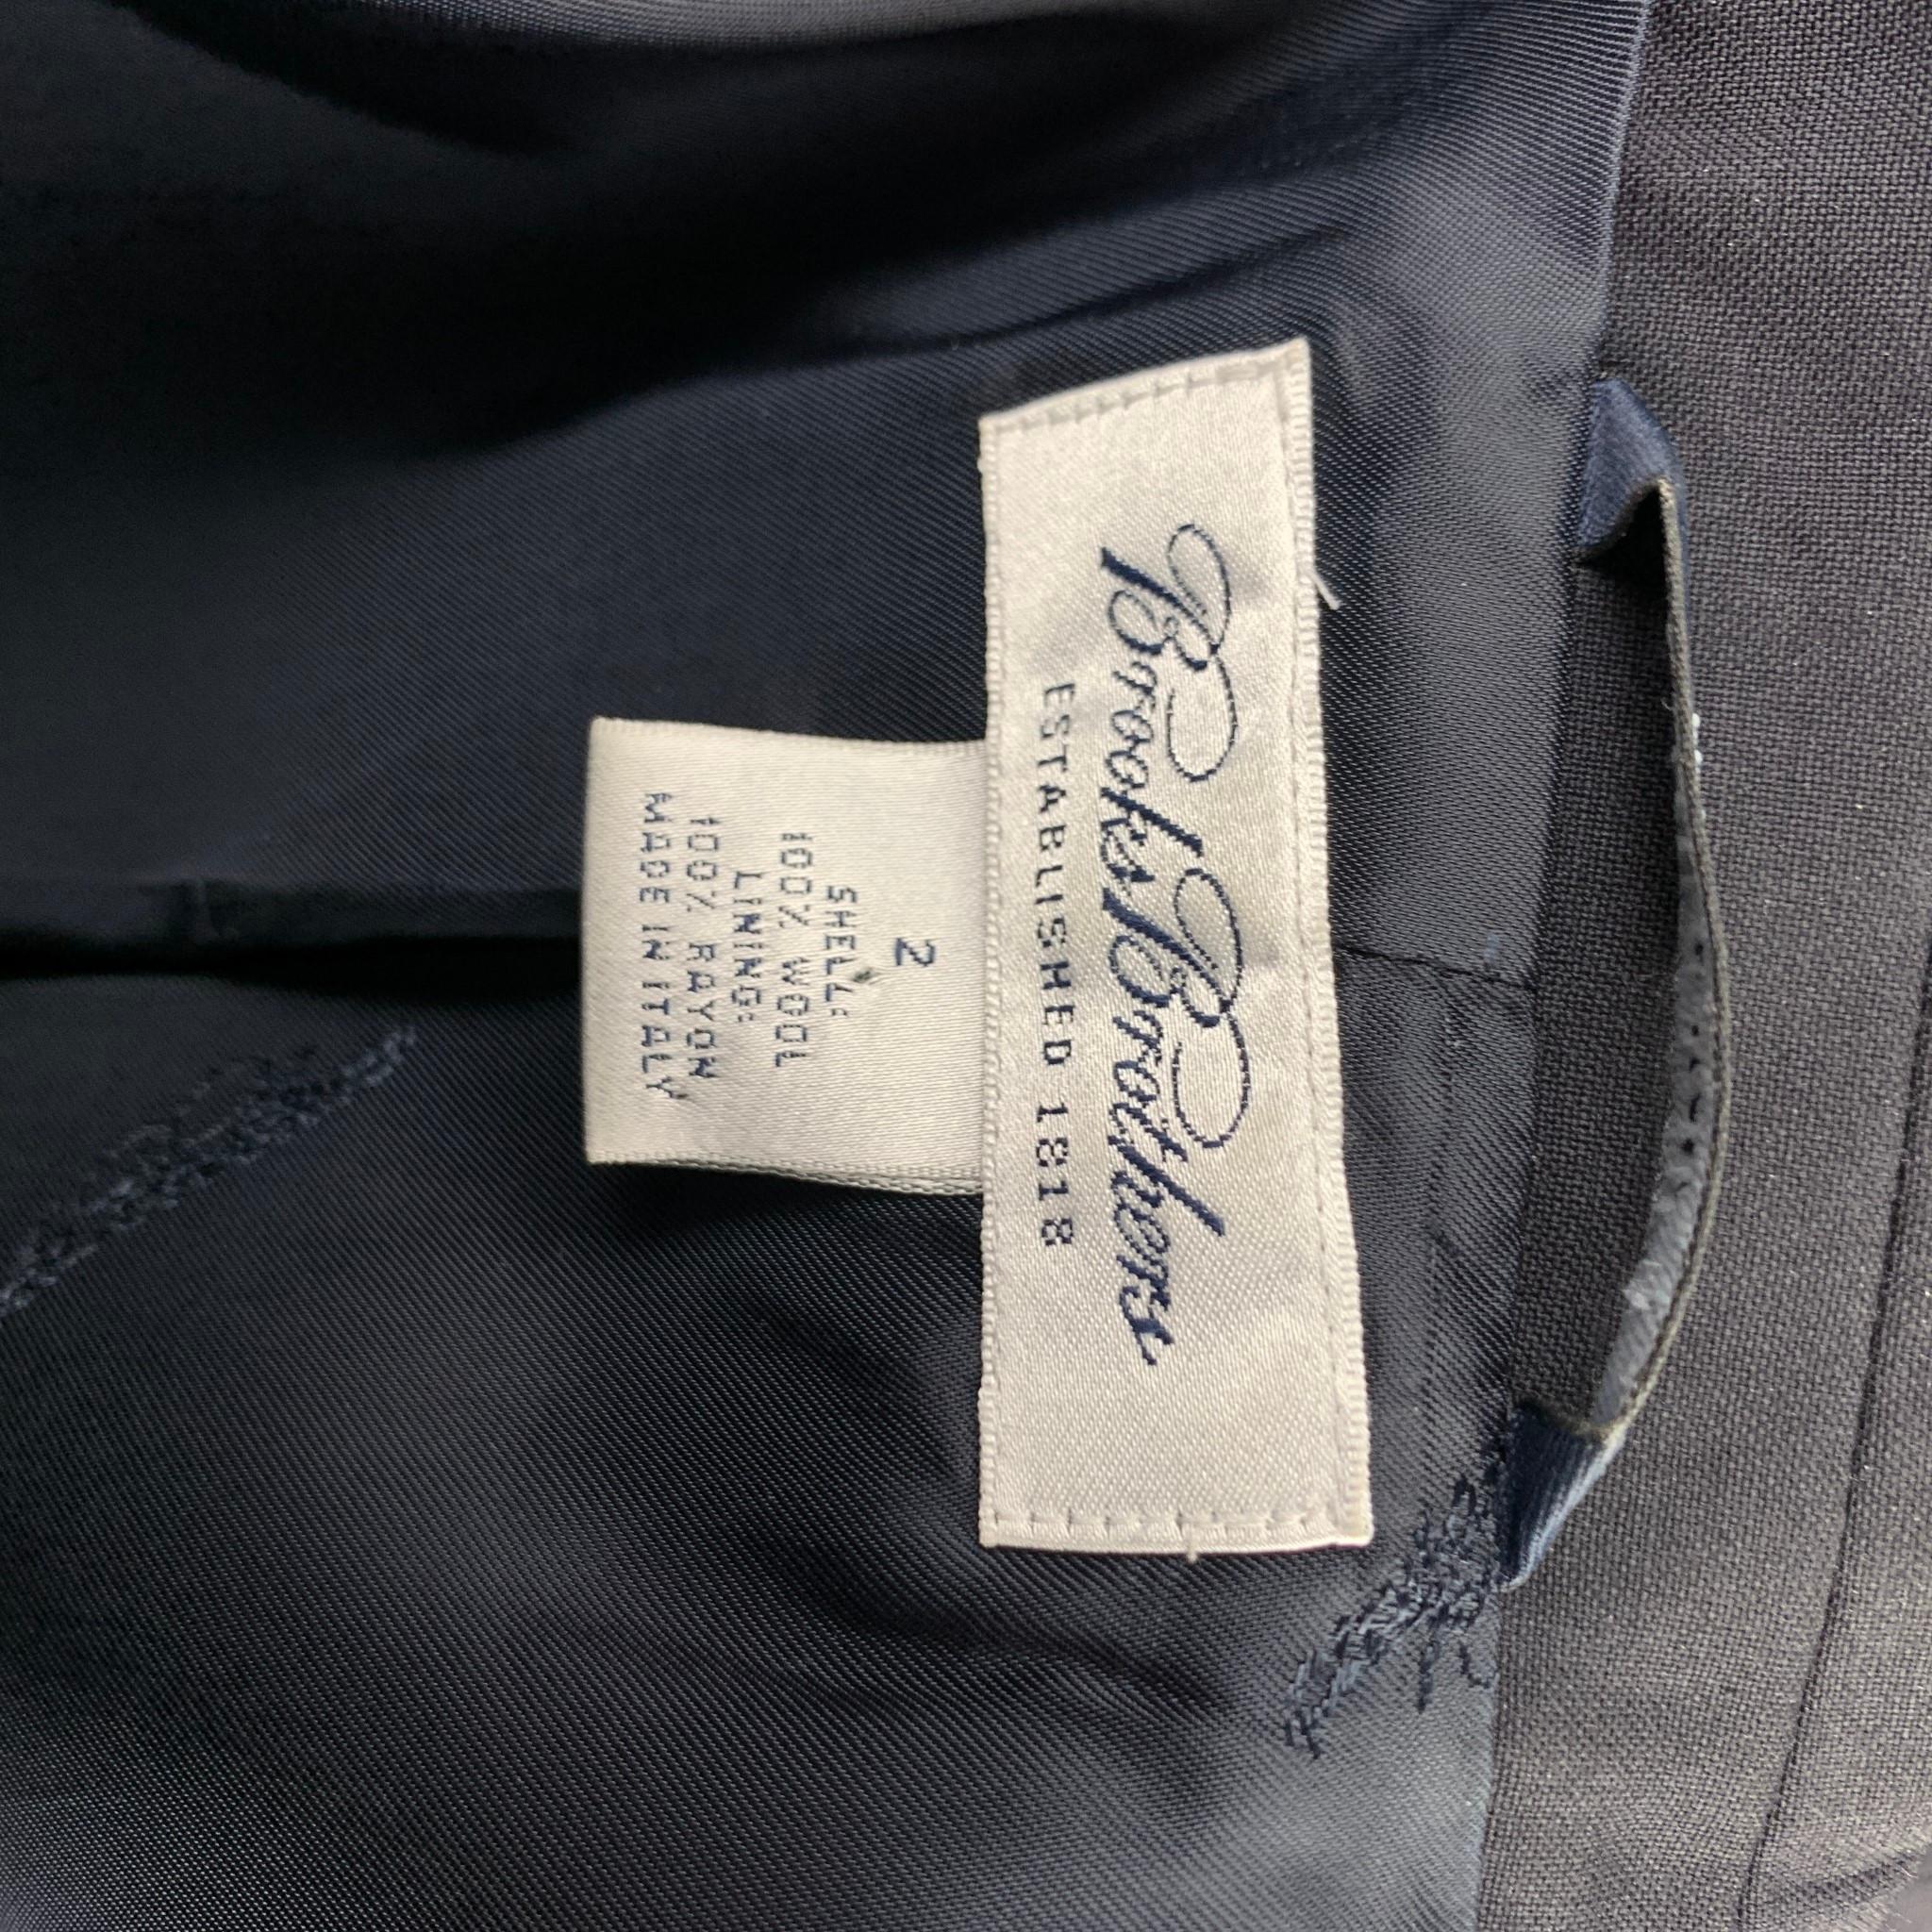 Brooks Brothers
ESTABLISHED 1818
2
SHELL:
100% WOOL
LINING:
100% RAYON
MADE IN ITALY